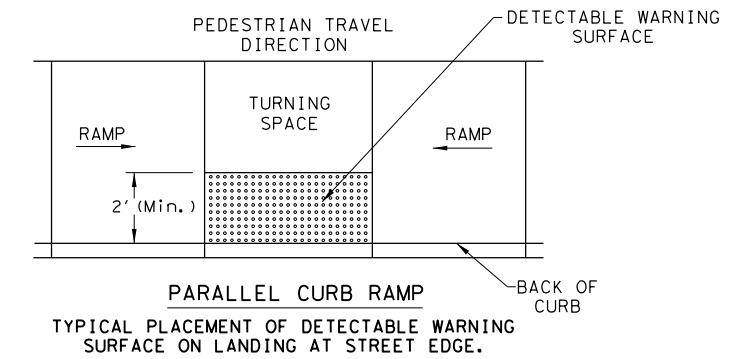 PEDESTRIAN TRAVEL
DIRECTION
DETECTABLE WARNING
SURFACE
TURNING
SPACE
RAMP
RAMP
2' (Min.)
BACK OF
CURB
PARALLEL CURB RAMP
TYPICAL PLACEMENT OF DETECTABLE WARNING
SURFACE ON LANDING AT STREET EDGE.